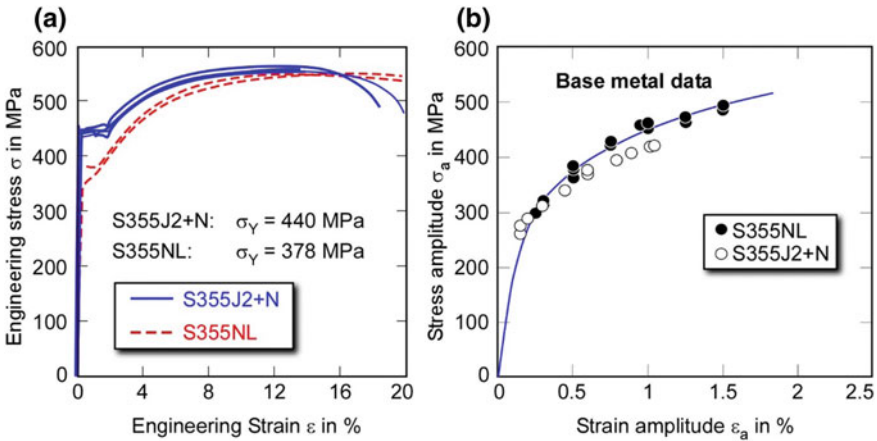 (a)
600
500
400
300
200
100
0
Engineering stress σ in MPa
S355J2+N: σY = 440 MPa
S355NL: σY = 378 MPa
S355J2+N
S355NL
0 4 8 12 16 20
Engineering Strain ε in %
(b)
600
500
400
300
200
100
0
Stress amplitude σa in MPa
Base metal data
S355NL
S355J2+N
0 0.5 1 1.5 2 2.5
Strain amplitude εa in %